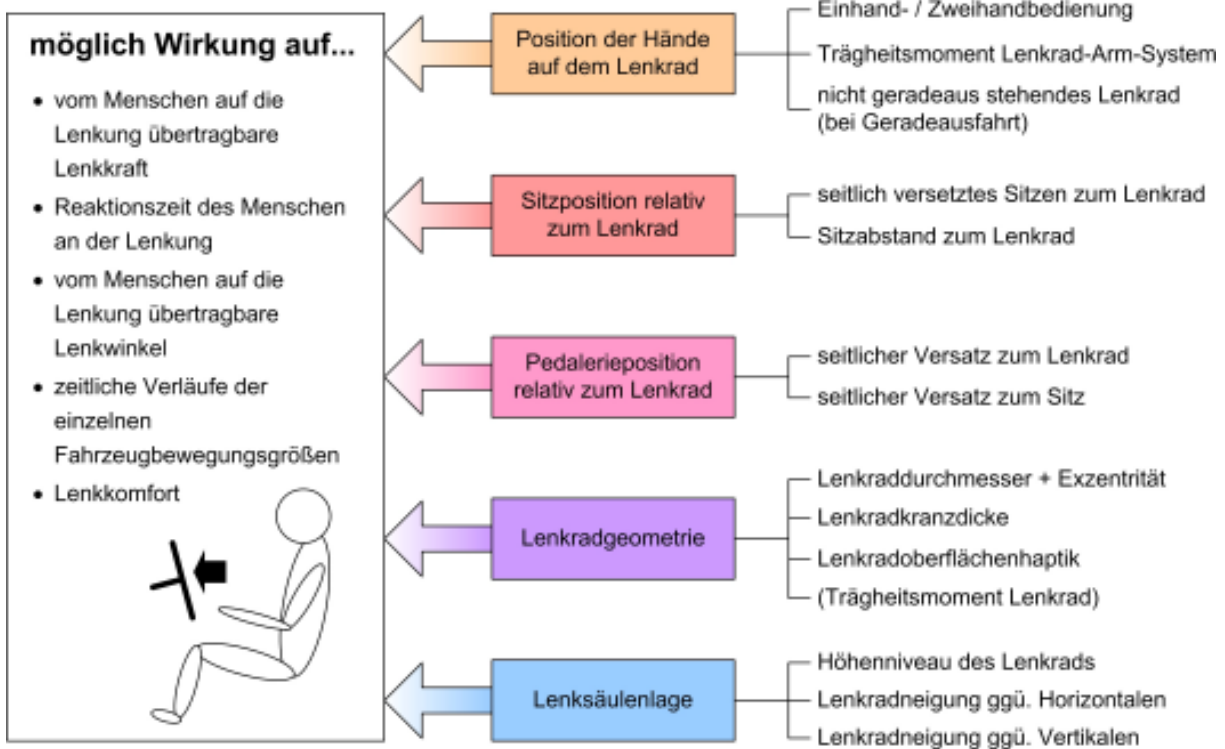 möglich Wirkung auf...
• vom Menschen auf die
Lenkung übertragbare
Lenkkraft
• Reaktionszeit des Menschen
an der Lenkung
• vom Menschen auf die
Lenkung übertragbare
Lenkwinkel
• zeitliche Verläufe der
einzelnen
Fahrzeugbewegungsgrößen
• Lenkkomfort
Position der Hände
auf dem Lenkrad
Einhand- / Zweihandbedienung
Trägheitsmoment Lenkrad-Arm-System
nicht geradeaus stehendes Lenkrad
(bei Geradeausfahrt)
Sitzposition relativ
zum Lenkrad
seitlich versetztes Sitzen zum Lenkrad
Sitzabstand zum Lenkrad
Pedalerieposition
relativ zum Lenkrad
seitlicher Versatz zum Lenkrad
seitlicher Versatz zum Sitz
Lenkradgeometrie
Lenkraddurchmesser + Exzentrität
Lenkradkranzdicke
Lenkradoberflächenhaptik
(Trägheitsmoment Lenkrad)
Lenksäulenlage
Höhenniveau des Lenkrads
Lenkradneigung ggü. Horizontalen
Lenkradneigung ggü. Vertikalen